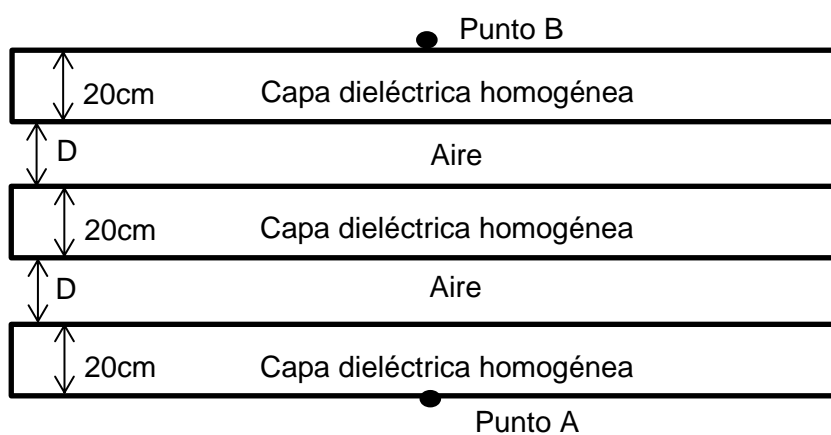 Punto B
20cm
Capa dieléctrica homogénea
D
Aire
20cm
Capa dieléctrica homogénea
D
Aire
20cm
Capa dieléctrica homogénea
Punto A